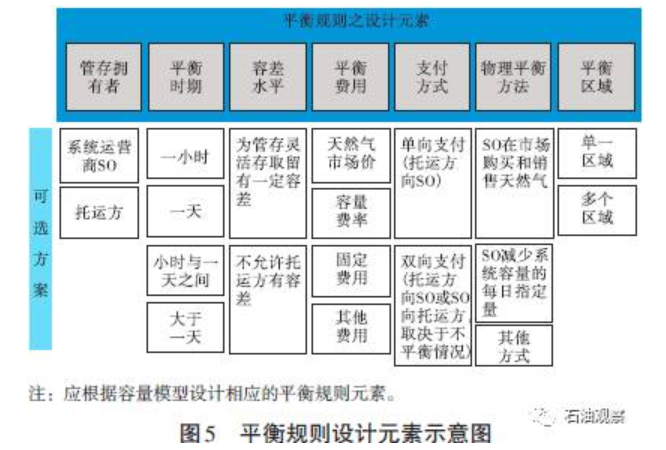 平衡规则之设计元素
管存拥
有者
平衡
时期
容差
水平
平衡
费用
支付
方式
物理平衡
方法
平衡
区域
可选方案
系统运营
商SO
托运方
一小时
一天
小时与一
天之间
大于
一天
为管存灵
活存取留
有一定容
差
不允许托
运方有容
差
天然气
市场价
容量
费率
固定
费用
其他
费用
单向支付
(托运方
向SO)
双向支付
(托运方
向SO或SO
向托运方,
取决于不
平衡情况)
SO在市场
购买和销
售天然气
SO减少系
统容量的
每日指定
量
其他
方式
单一
区域
多个
区域
注：应根据容量模型设计相应的平衡规则元素。
石油观察
图5 平衡规则设计元素示意图